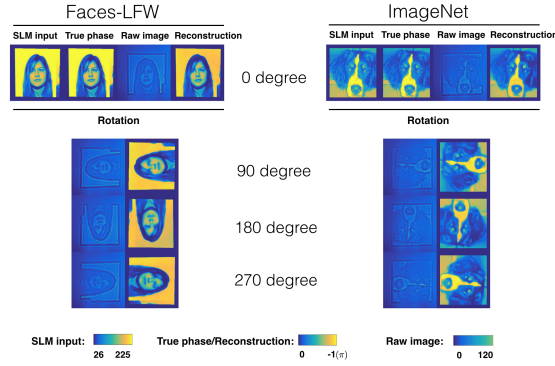 Faces-LFW ImageNet
SLM input True phase Raw image Reconstruction SLM input True phase Raw image Reconstruction
0 degree
Rotation Rotation
90 degree
180 degree
270 degree
SLM input: True phase/Reconstruction: Raw image:
26 225 0 -1(π) 0 120